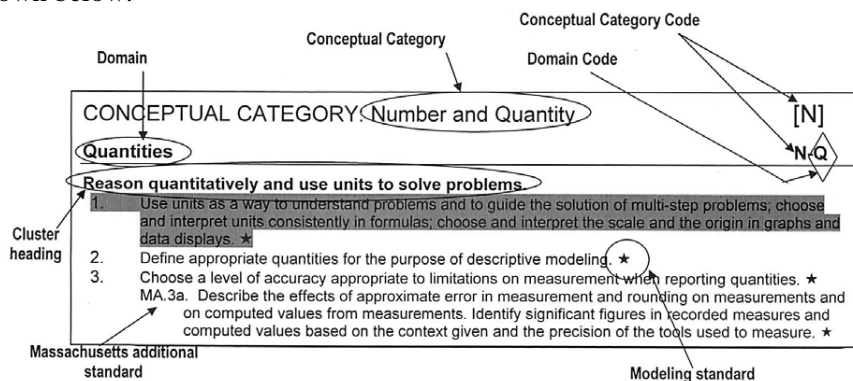 Conceptual Category Code
Conceptual Category
Domain
Domain Code
CONCEPTUAL CATEGORY: Number and Quantity
[N]
Quantities
N-Q
Reason quantitatively and use units to solve problems.
1. Use units as a way to understand problems and to guide the solution of multi-step problems; choose
and interpret units consistently in formulas; choose and interpret the scale and the origin in graphs and
data displays. ★
Cluster
heading
2. Define appropriate quantities for the purpose of descriptive modeling. ★
3. Choose a level of accuracy appropriate to limitations on measurement when reporting quantities. ★
MA.3a. Describe the effects of approximate error in measurement and rounding on measurements and
on computed values from measurements. Identify significant figures in recorded measures and
computed values based on the context given and the precision of the tools used to measure. ★
Massachusetts additional
standard
Modeling standard